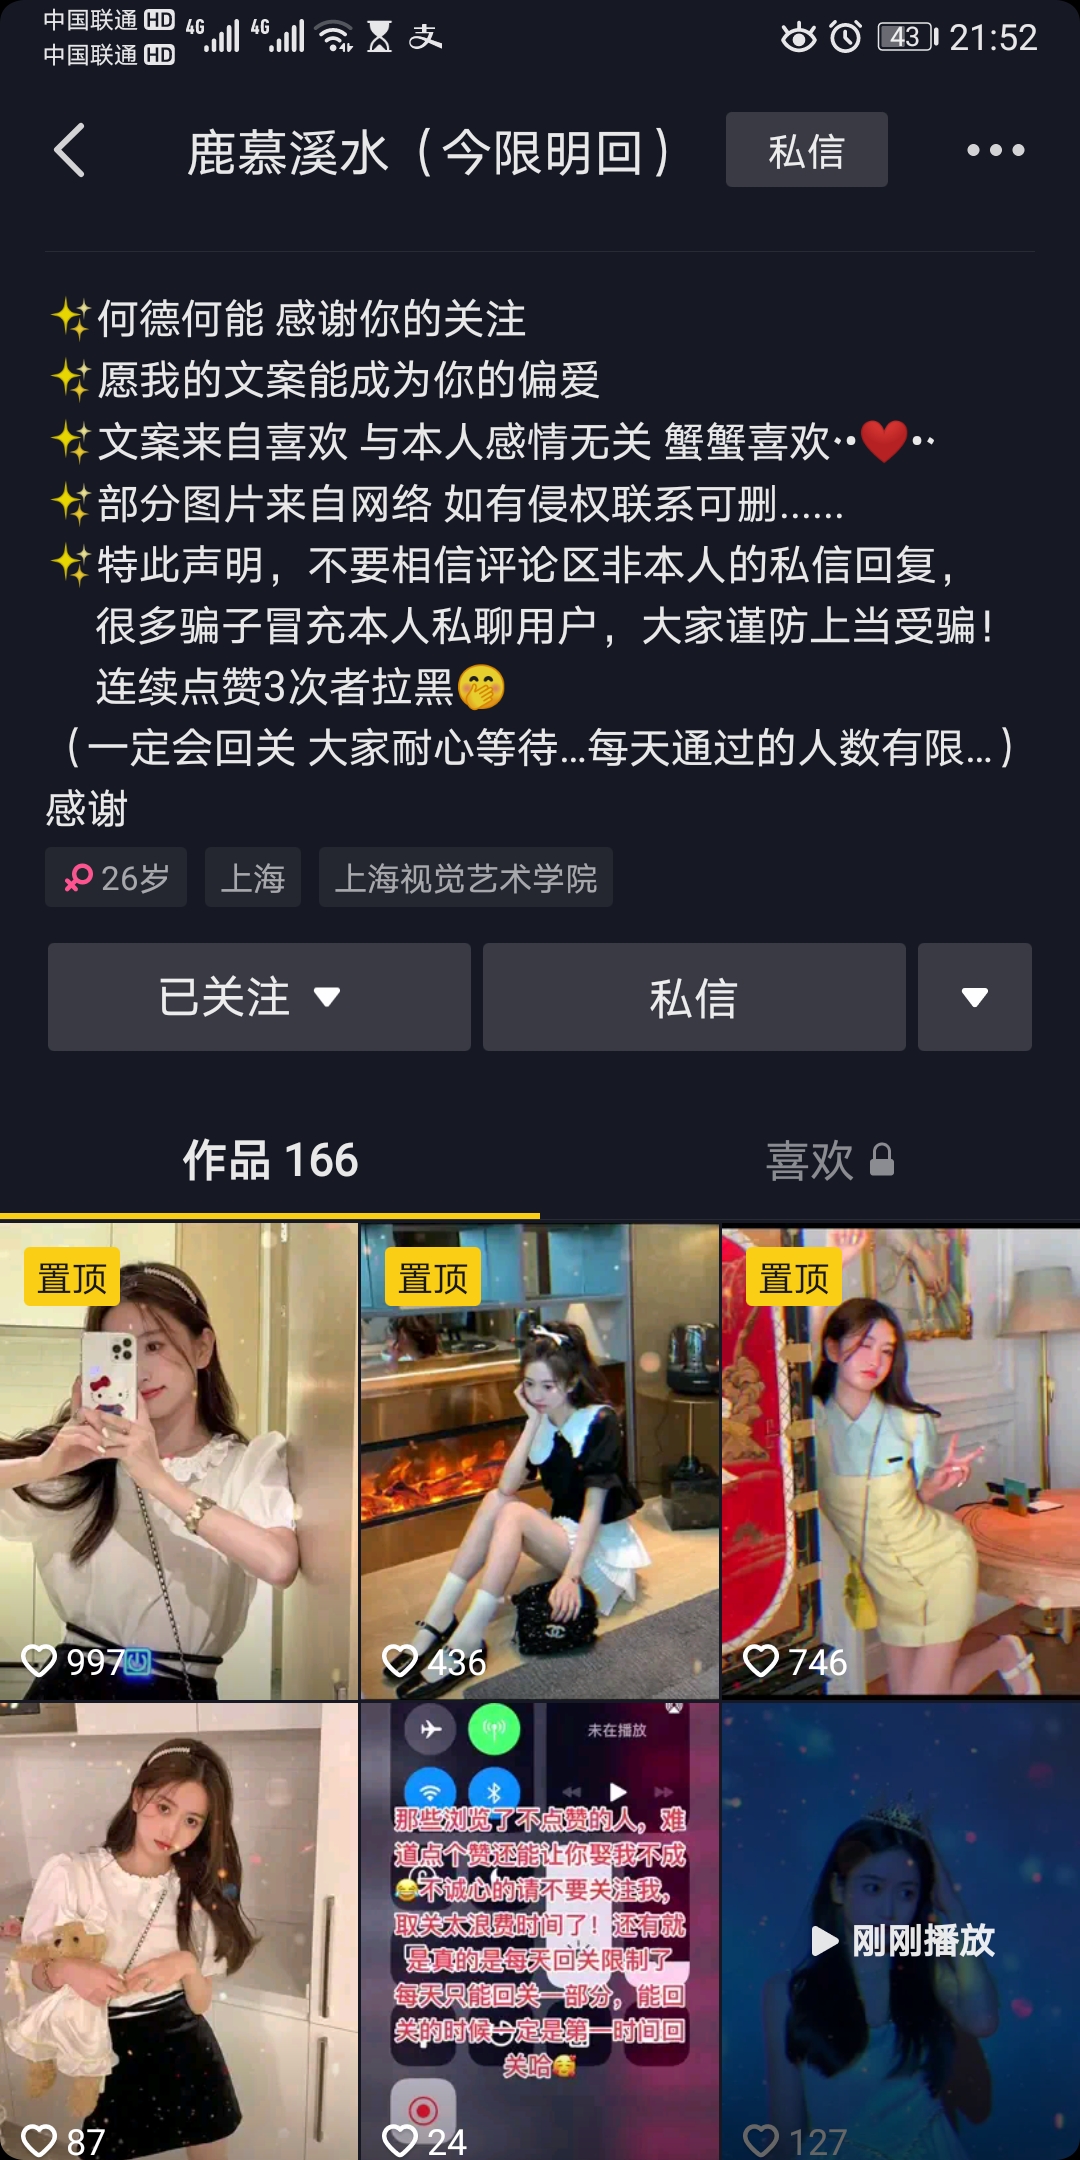 中国联通 HD 4G 4G 支 43 21:52
中国联通 HD
鹿慕溪水（今限明回） 私信
✨何德何能 感谢你的关注
✨愿我的文案能成为你的偏爱
✨文案来自喜欢 与本人感情无关 蟹蟹喜欢··❤️··
✨部分图片来自网络 如有侵权联系可删......
✨特此声明，不要相信评论区非本人的私信回复，
很多骗子冒充本人私聊用户，大家谨防上当受骗！
连续点赞3次者拉黑🤭
（一定会回关 大家耐心等待...每天通过的人数有限...）
感谢
26岁 上海 上海视觉艺术学院
已关注 私信
作品 166 喜欢
置顶 置顶 置顶
997 436 746
未在播放
那些浏览了不点赞的人，难
道点个赞还能让你娶我不成
😂不诚心的请不要关注我，
取关太浪费时间了！还有就
是真的是每天回关限制了
每天只能回关一部分，能回
关的时候一定是第一时间回
关哈🥰
刚刚播放
87 24 127